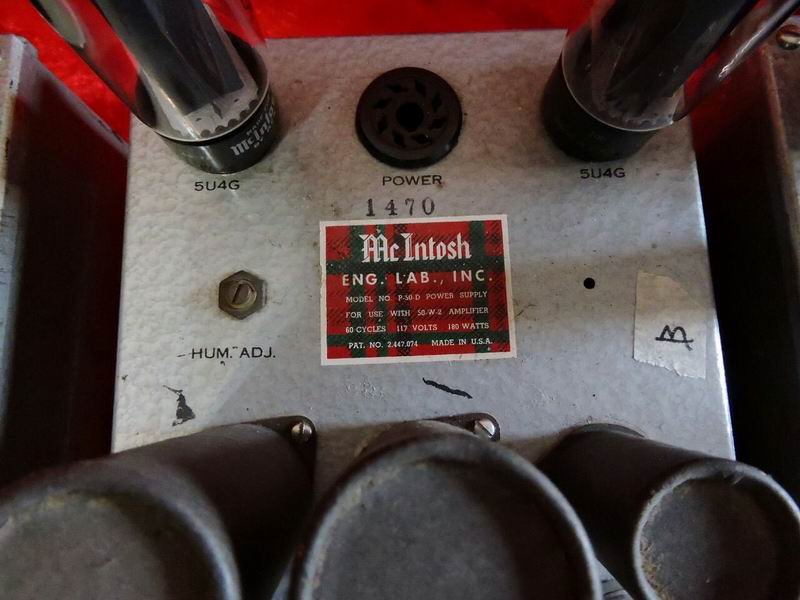 McIntosh
5U4G
POWER
5U4G
1470
McIntosh
ENG. LAB., INC.
MODEL NO. P-50-D POWER SUPPLY
FOR USE WITH 50-W-2 AMPLIFIER
60 CYCLES 117 VOLTS 180 WATTS
PAT. NO. 2,447,074 MADE IN U.S.A.
HUM. ADJ.
B